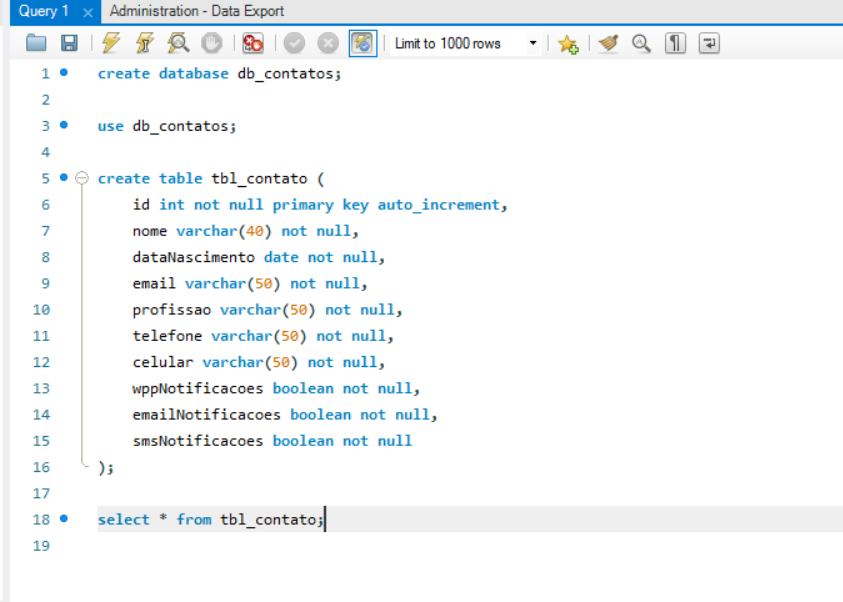 Query 1 Administration - Data Export
Limit to 1000 rows
1 create database db_contatos;
2
3 use db_contatos;
4
5 create table tbl_contato (
6 id int not null primary key auto_increment,
7 nome varchar(40) not null,
8 dataNascimento date not null,
9 email varchar(50) not null,
10 profissao varchar(50) not null,
11 telefone varchar(50) not null,
12 celular varchar(50) not null,
13 wppNotificacoes boolean not null,
14 emailNotificacoes boolean not null,
15 smsNotificacoes boolean not null
16 );
17
18 select * from tbl_contato;
19